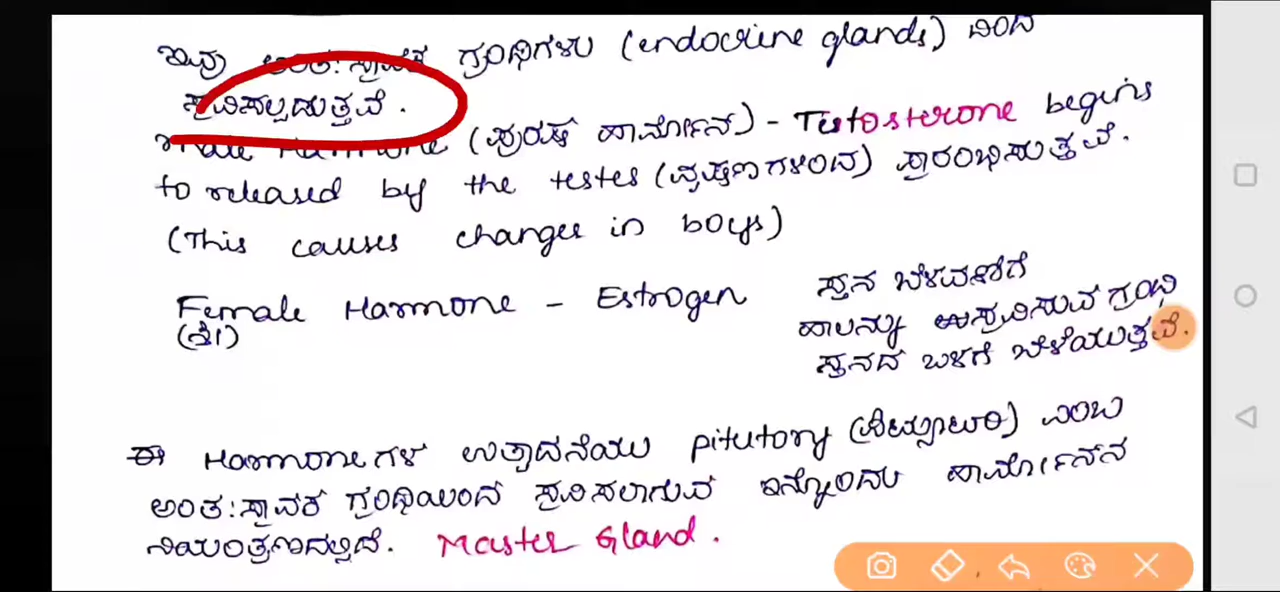 ಇವು ಅಂತ:ಸ್ರಾವಕ ಗ್ರಂಥಿಗಳು (endocrine glands) ದಿಂದ
ಸ್ರವಿಸಲ್ಪಡುತ್ತವೆ.
Male Harmone (ಪುರುಷ ಹಾರ್ಮೋನ) - Testosterone begins
to released by the testes (ವೃಷಣಗಳಿಂದ) ಪ್ರಾರಂಭಿಸುತ್ತವೆ.
(This causes changes in boys)
Female Harmone - Estrogen
(ಸ್ತ್ರೀ)
ಸ್ತನ ಬೆಳವಣಿಗೆ
ಹಾಲನ್ನು ಸ್ರವಿಸುವ ಗ್ರಂಥಿ
ಸ್ತನದ ಒಳಗೆ ಬೆಳೆಯುತ್ತವೆ.
ಈ Harmoneಗಳ ಉತ್ಪಾದನೆಯು pitutory (ಪಿಟ್ಯೂಟರಿ) ಎಂಬ
ಅಂತ:ಸ್ರಾವಕ ಗ್ರಂಥಿಯಿಂದ ಸ್ರವಿಸಲಾಗುವ ಇನ್ನೊಂದು ಹಾರ್ಮೋನ್‌ನ
ನಿಯಂತ್ರಣದಲ್ಲಿದೆ. Master Gland.